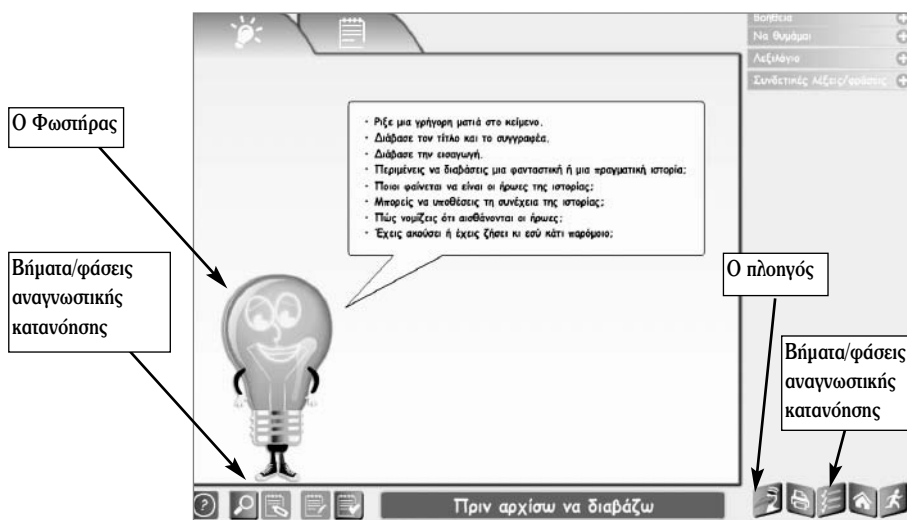 Βοήθεια
Να θυμάμαι
Λεξιλόγιο
Συνδετικές λέξεις/φράσεις
Ο Φωστήρας
· Ρίξε μια γρήγορη ματιά στο κείμενο.
· Διάβασε τον τίτλο και το συγγραφέα.
· Διάβασε την εισαγωγή.
· Περιμένεις να διαβάσεις μια φανταστική ή μια πραγματική ιστορία;
· Ποιοι φαίνεται να είναι οι ήρωες της ιστορίας;
· Μπορείς να υποθέσεις τη συνέχεια της ιστορίας;
· Πώς νομίζεις ότι αισθάνονται οι ήρωες;
· Έχεις ακούσει ή έχεις ζήσει κι εσύ κάτι παρόμοιο;
Βήματα/φάσεις
αναγνωστικής
κατανόησης
Ο πλοηγός
Βήματα/φάσεις
αναγνωστικής
κατανόησης
Πριν αρχίσω να διαβάζω